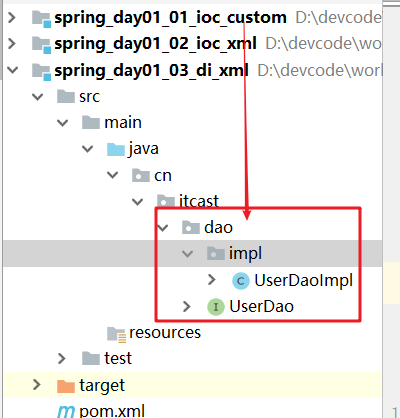 spring_day01_01_ioc_custom D:\devcode
spring_day01_02_ioc_xml D:\devcode\wo
spring_day01_03_di_xml D:\devcode\work
src
main
java
cn
itcast
dao
impl
C UserDaoImpl
I UserDao
resources
test
target
m pom.xml
1